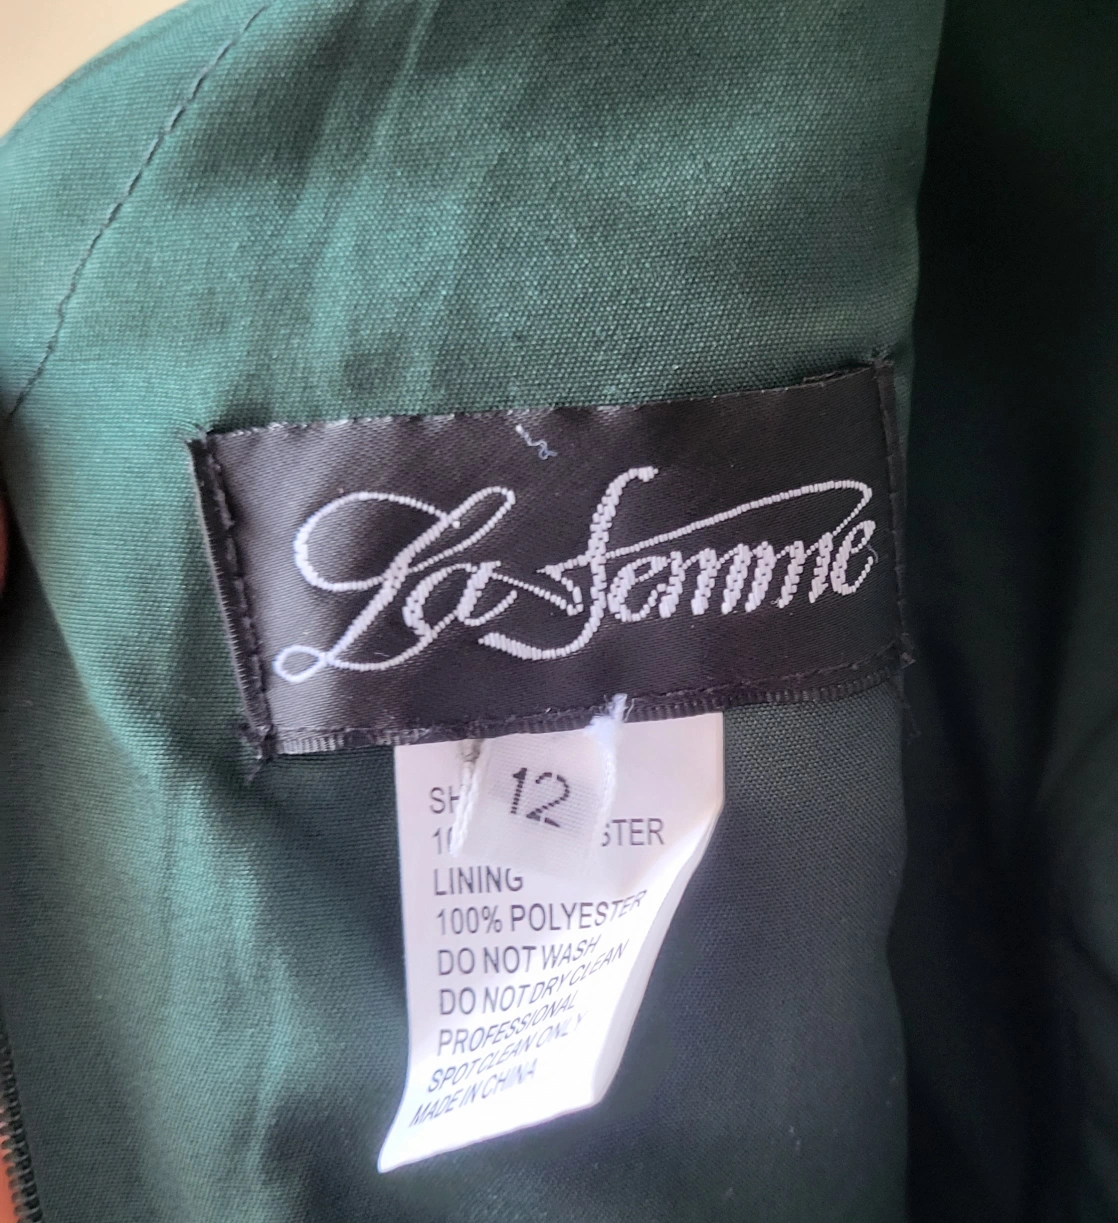 La Femme
12
LINING
100% POLYESTER
DO NOT WASH
DO NOT DRY CLEAN
PROFESSIONAL
SPOT CLEAN ONLY
MADE IN CHINA